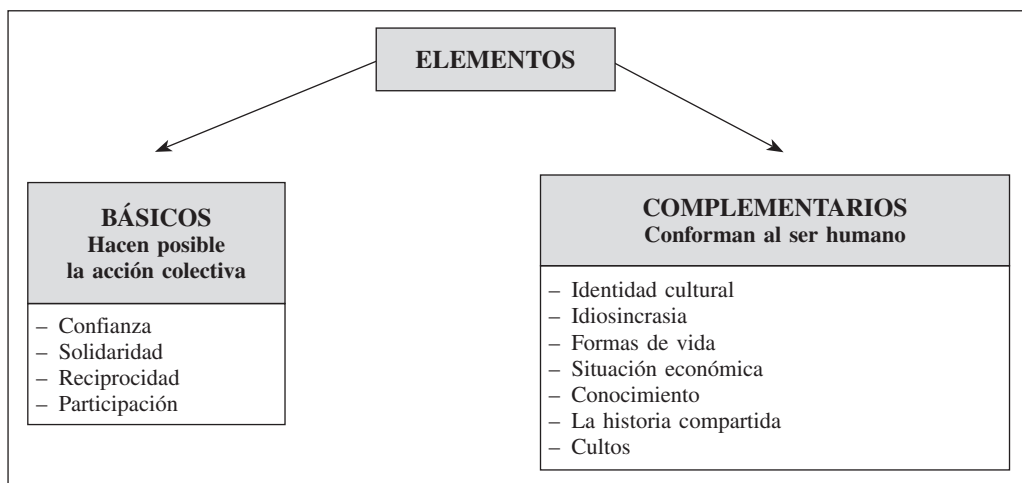 ELEMENTOS
BÁSICOS
Hacen posible
la acción colectiva
– Confianza
– Solidaridad
– Reciprocidad
– Participación
COMPLEMENTARIOS
Conforman al ser humano
– Identidad cultural
– Idiosincrasia
– Formas de vida
– Situación económica
– Conocimiento
– La historia compartida
– Cultos